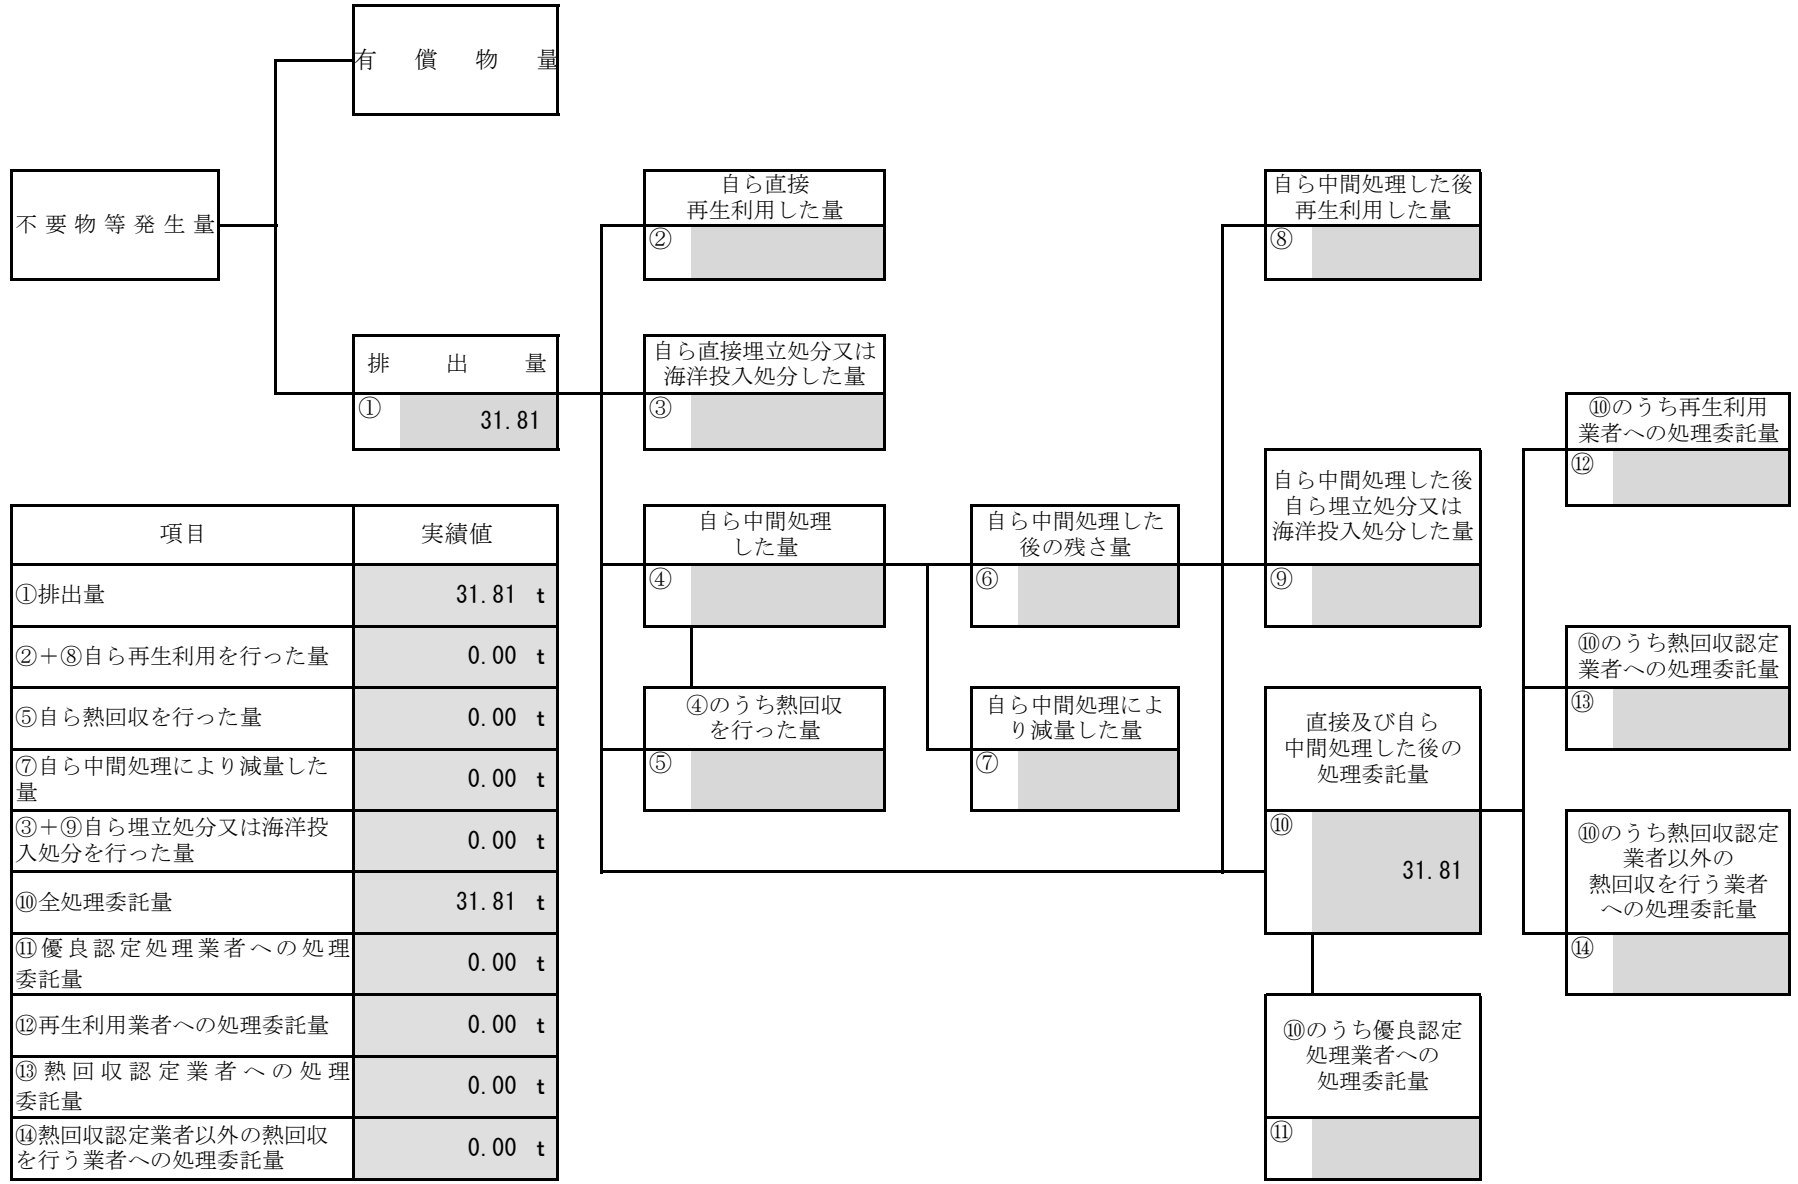 有償物量
不要物等発生量
排出量
① 31.81
自ら直接
再生利用した量
②
自ら直接埋立処分又は
海洋投入処分した量
③
自ら中間処理
した量
④
④のうち熱回収
を行った量
⑤
自ら中間処理した
後の残さ量
⑥
自ら中間処理によ
り減量した量
⑦
自ら中間処理した後
再生利用した量
⑧
自ら中間処理した後
自ら埋立処分又は
海洋投入処分した量
⑨
直接及び自ら
中間処理した後の
処理委託量
⑩
31.81
⑩のうち優良認定
処理業者への
処理委託量
⑪
⑩のうち再生利用
業者への処理委託量
⑫
⑩のうち熱回収認定
業者への処理委託量
⑬
⑩のうち熱回収認定
業者以外の
熱回収を行う業者
への処理委託量
⑭
項目 実績値
①排出量 31.81 t
②＋⑧自ら再生利用を行った量 0.00 t
⑤自ら熱回収を行った量 0.00 t
⑦自ら中間処理により減量した
量 0.00 t
③＋⑨自ら埋立処分又は海洋投
入処分を行った量 0.00 t
⑩全処理委託量 31.81 t
⑪優良認定処理業者への処理
委託量 0.00 t
⑫再生利用業者への処理委託量 0.00 t
⑬熱回収認定業者への処理
委託量 0.00 t
⑭熱回収認定業者以外の熱回収
を行う業者への処理委託量 0.00 t